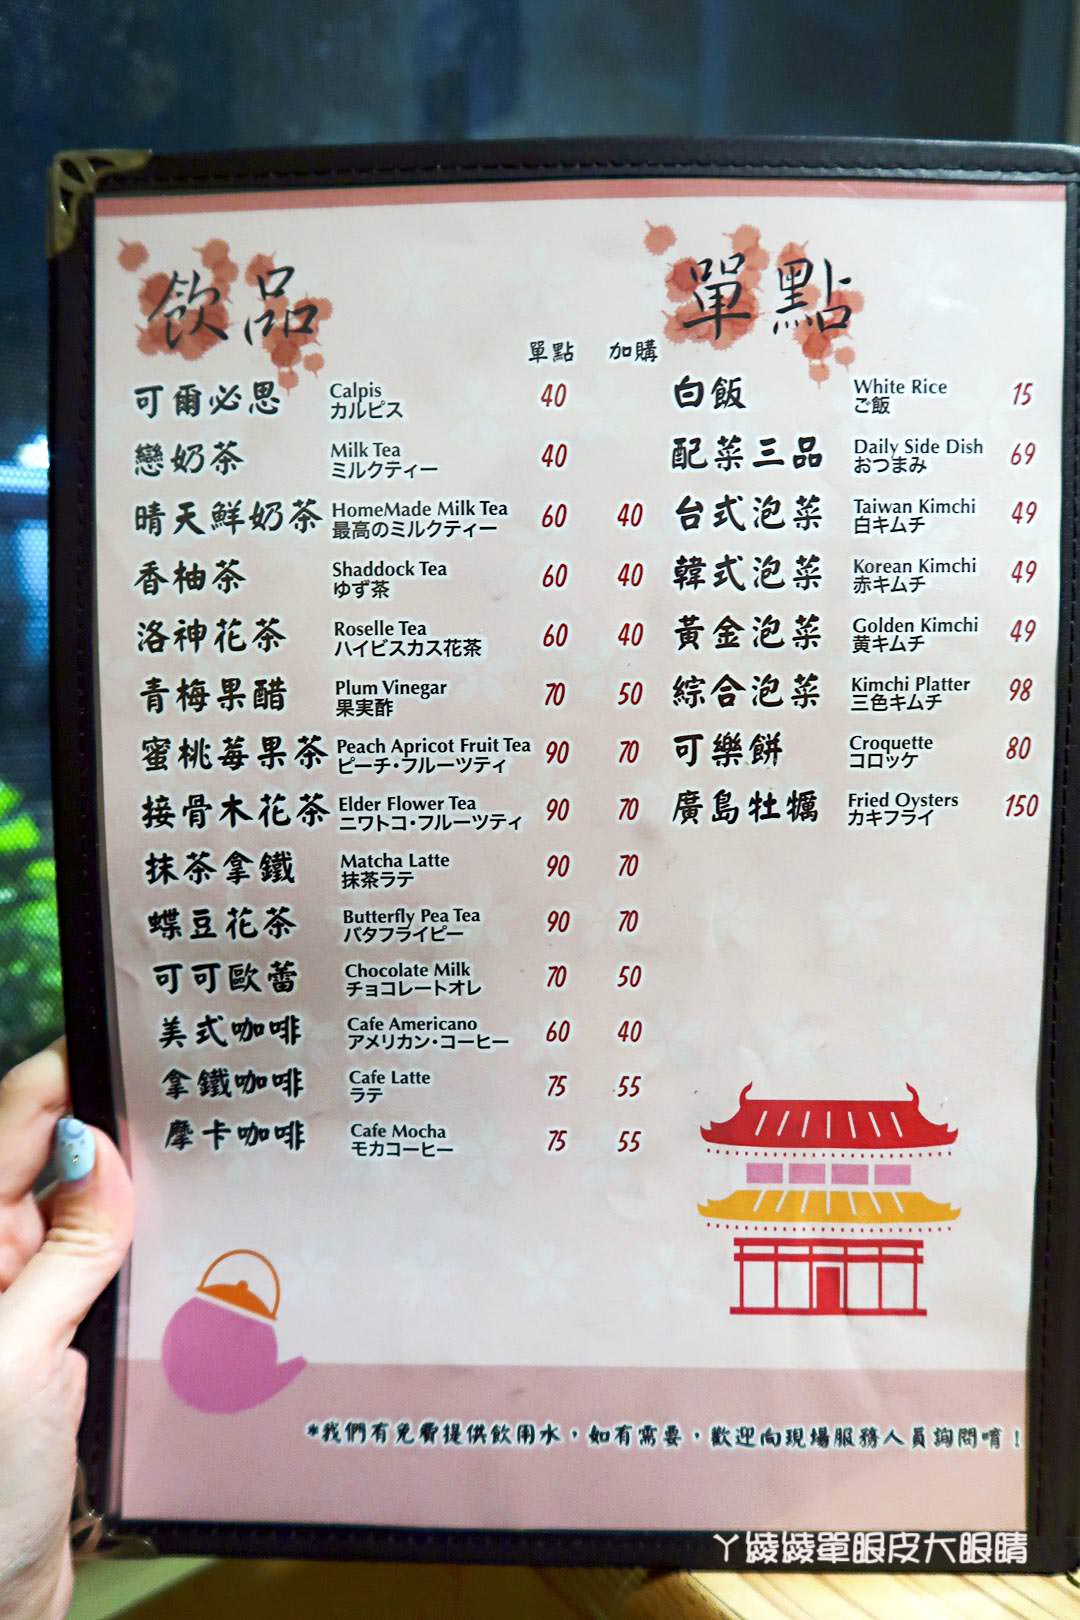 飲品
單點 加購
可爾必思 Calpis 40
カルピス
戀奶茶 Milk Tea 40
ミルクティー
晴天鮮奶茶 HomeMade Milk Tea 60 40
最高のミルクティー
香柚茶 Shaddock Tea 60 40
ゆず茶
洛神花茶 Roselle Tea 60 40
ハイビスカス花茶
青梅果醋 Plum Vinegar 70 50
果実酢
蜜桃莓果茶 Peach Apricot Fruit Tea 90 70
ピーチ・フルーツティ
接骨木花茶 Elder Flower Tea 90 70
ニワトコ・フルーツティ
抹茶拿鐵 Matcha Latte 90 70
抹茶ラテ
蝶豆花茶 Butterfly Pea Tea 90 70
バタフライピー
可可歐蕾 Chocolate Milk 70 50
チョコレートオレ
美式咖啡 Cafe Americano 60 40
アメリカン・コーヒー
拿鐵咖啡 Cafe Latte 75 55
ラテ
摩卡咖啡 Cafe Mocha 75 55
モカコーヒー
單點
白飯 White Rice 15
ご飯
配菜三品 Daily Side Dish 69
おつまみ
台式泡菜 Taiwan Kimchi 49
白キムチ
韓式泡菜 Korean Kimchi 49
赤キムチ
黃金泡菜 Golden Kimchi 49
黄キムチ
綜合泡菜 Kimchi Platter 98
三色キムチ
可樂餅 Croquette 80
コロッケ
廣島牡蠣 Fried Oysters 150
カキフライ
*我們有免費提供飲用水，如有需要，歡迎向現場服務人員詢問唷！
ㄚ綾綾單眼皮大眼睛